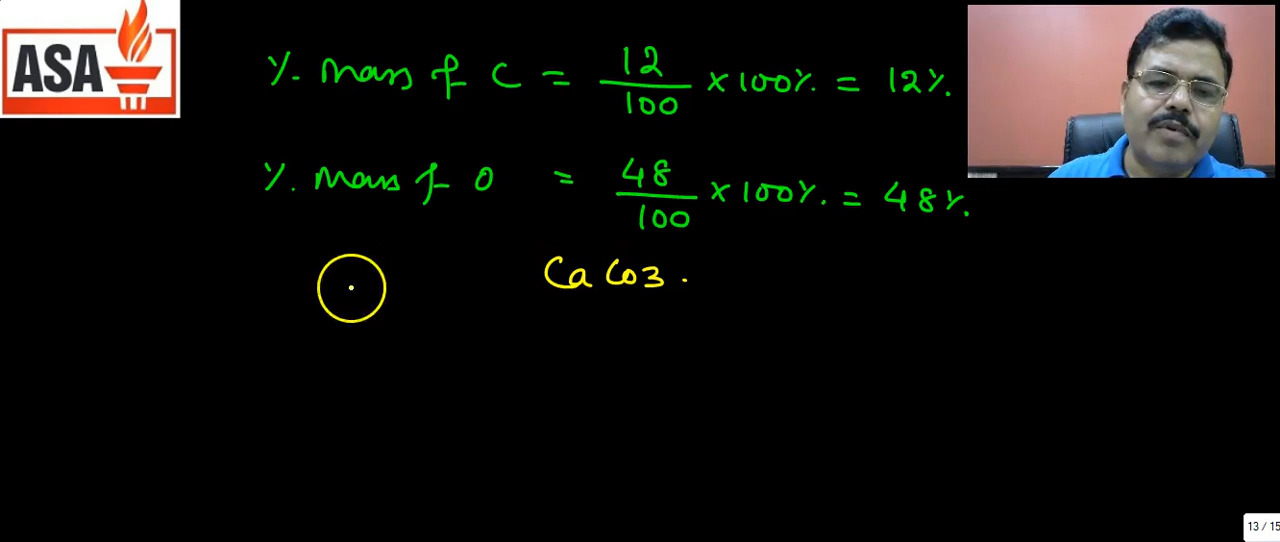 ASA
% mass of C = 12/100 × 100% = 12%.
% mass of O = 48/100 × 100% = 48%.
CaCO3.
13 / 15